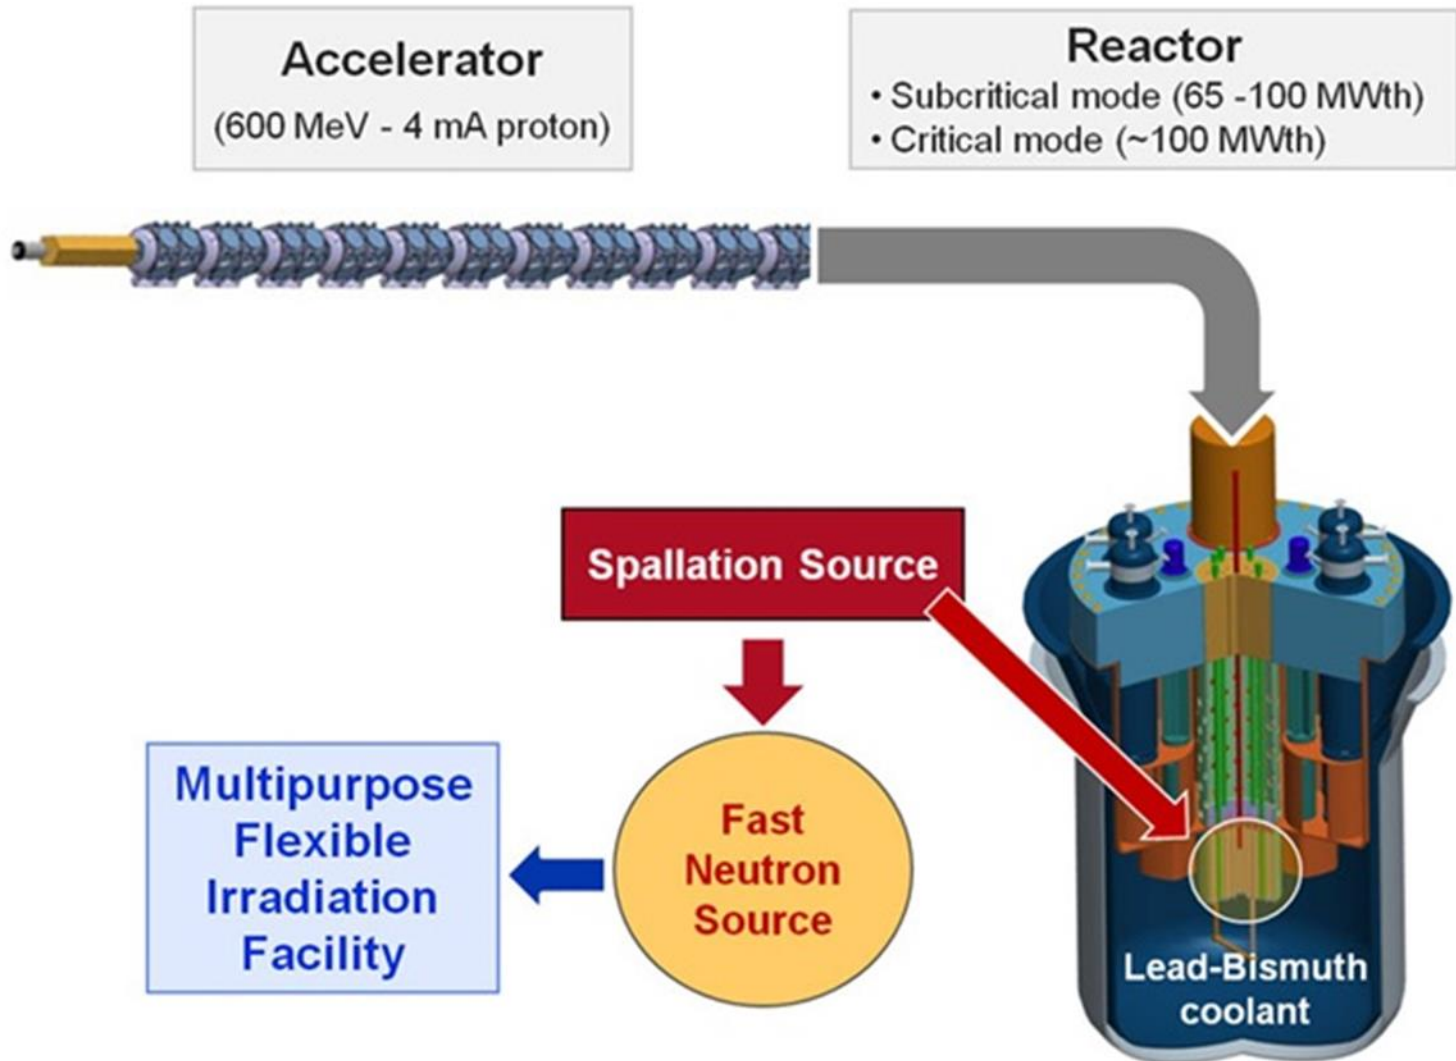 Accelerator
(600 MeV - 4 mA proton)
Reactor
• Subcritical mode (65 -100 MWth)
• Critical mode (~100 MWth)
Spallation Source
Fast
Neutron
Source
Multipurpose
Flexible
Irradiation
Facility
Lead-Bismuth
coolant